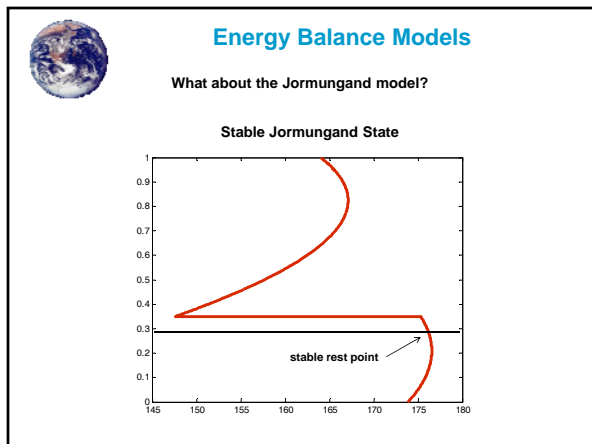 Energy Balance Models
What about the Jormungand model?
Stable Jormungand State
1
0.9
0.8
0.7
0.6
0.5
0.4
0.3
0.2
0.1
0
stable rest point
145 150 155 160 165 170 175 180